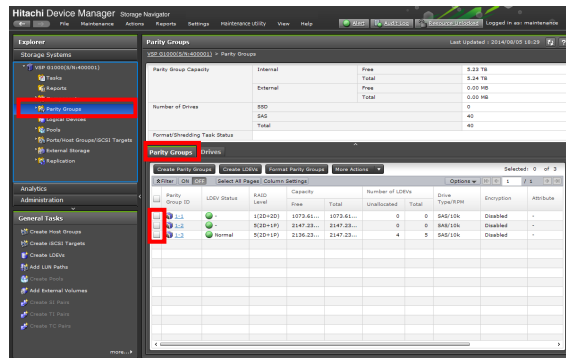 Hitachi Device Manager Storage Navigator
File Maintenance Actions Reports Settings Maintenance Utility View Help Alert Audit Log Resource Unlocked Logged in as: maintenance
Explorer
Storage Systems
VSP G1000(S/N:400001)
Tasks
Reports
Parity Groups
Logical Devices
Pools
Ports/Host Groups/iSCSI Targets
External Storage
Replication
Analytics
Administration
General Tasks
Create Host Groups
Create iSCSI Targets
Create LDEVs
Add LUN Paths
Create Pools
Add External Volumes
Create SI Pairs
Create TI Pairs
Create TC Pairs
more...
Parity Groups Last Updated : 2014/08/05 18:29
VSP G1000(S/N:400001) > Parity Groups
Parity Group Capacity Internal Free 5.23 TB
Total 5.24 TB
External Free 0.00 MB
Total 0.00 MB
Number of Drives SSD 0
SAS 40
Total 40
Format/Shredding Task Status
Parity Groups Drives
Create Parity Groups Create LDEVs Format Parity Groups More Actions Selected: 0 of 3
Filter ON OFF Select All Pages Column Settings Options 1 / 1
Parity Group ID LDEV Status RAID Level Capacity Number of LDEVs Drive Type/RPM Encryption Attribute
Free Total Unallocated Total
1-1 - 1(2D+2D) 1073.61... 1073.61... 0 0 SAS/10k Disabled -
1-2 - 5(2D+1P) 2147.23... 2147.23... 0 0 SAS/10k Disabled -
1-3 Normal 5(2D+1P) 2136.23... 2147.23... 4 5 SAS/10k Disabled -